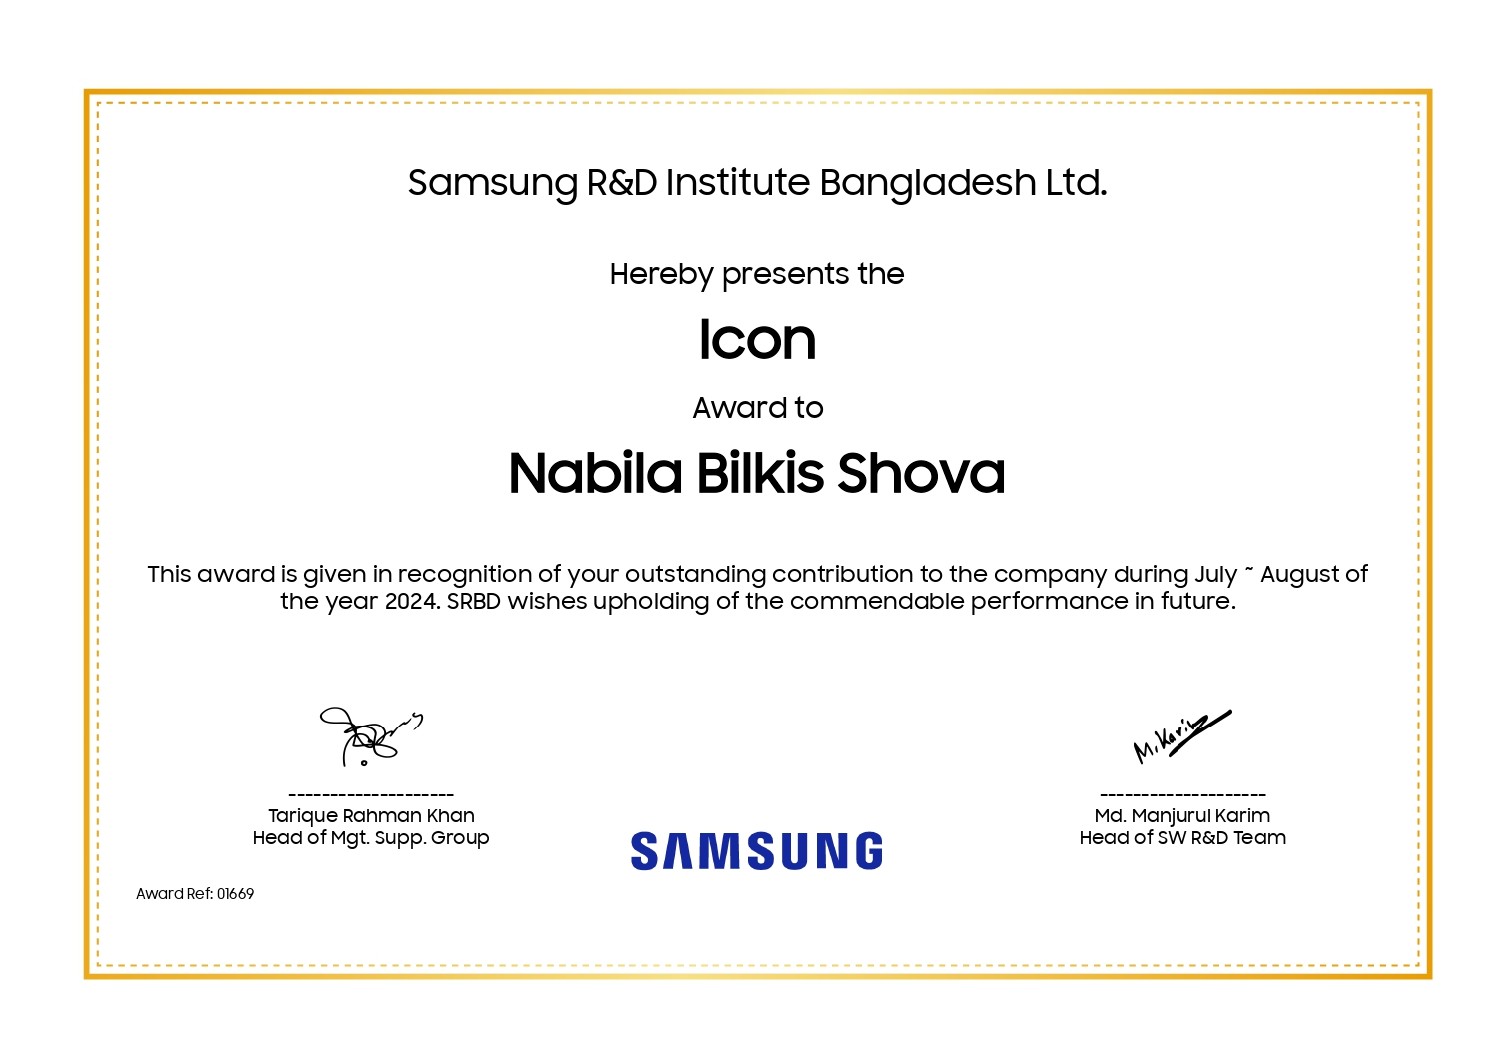 Samsung R&D Institute Bangladesh Ltd.
Hereby presents the
Icon
Award to
Nabila Bilkis Shova
This award is given in recognition of your outstanding contribution to the company during July ~ August of
the year 2024. SRBD wishes upholding of the commendable performance in future.
M. Karim
--------------------
Tarique Rahman Khan
Head of Mgt. Supp. Group
--------------------
Md. Manjurul Karim
Head of SW R&D Team
SAMSUNG
Award Ref: 01669